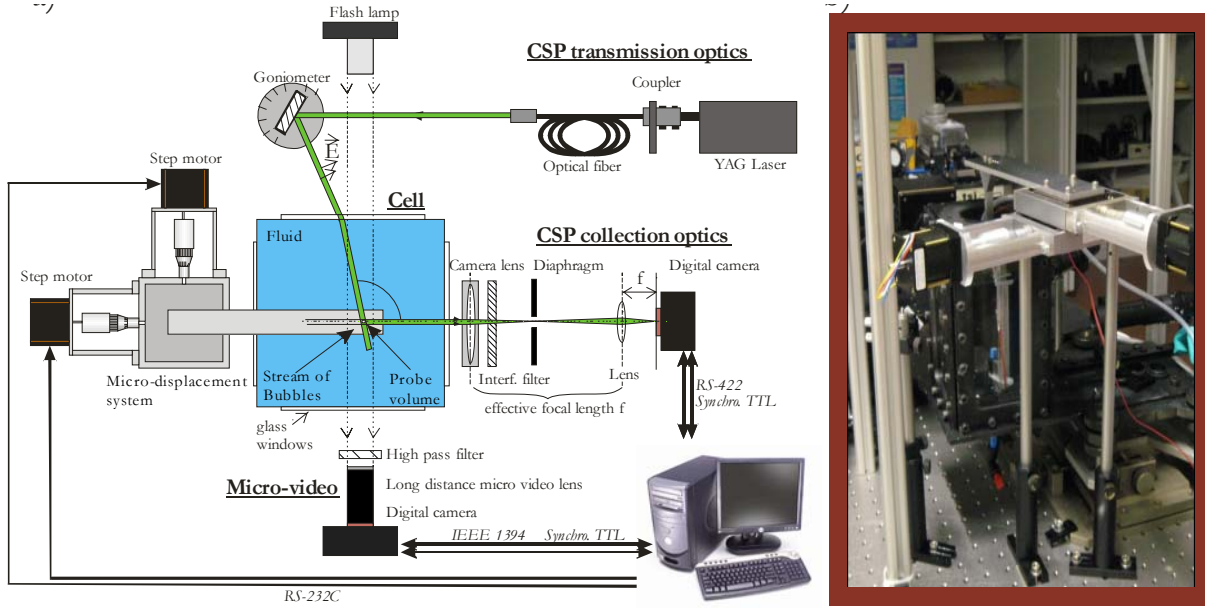 a)
b)
Flash lamp
CSP transmission optics
Goniometer
Coupler
E
Optical fiber
YAG Laser
Step motor
Cell
Fluid
CSP collection optics
Step motor
Camera lens
Diaphragm
Digital camera
f
Micro-displacement
system
Stream of
Bubbles
Probe
volume
Interf. filter
Lens
effective focal length f
RS-422
Synchro. TTL
glass
windows
High pass filter
Micro-video
Long distance micro video lens
Digital camera
IEEE 1394 Synchro. TTL
RS-232C